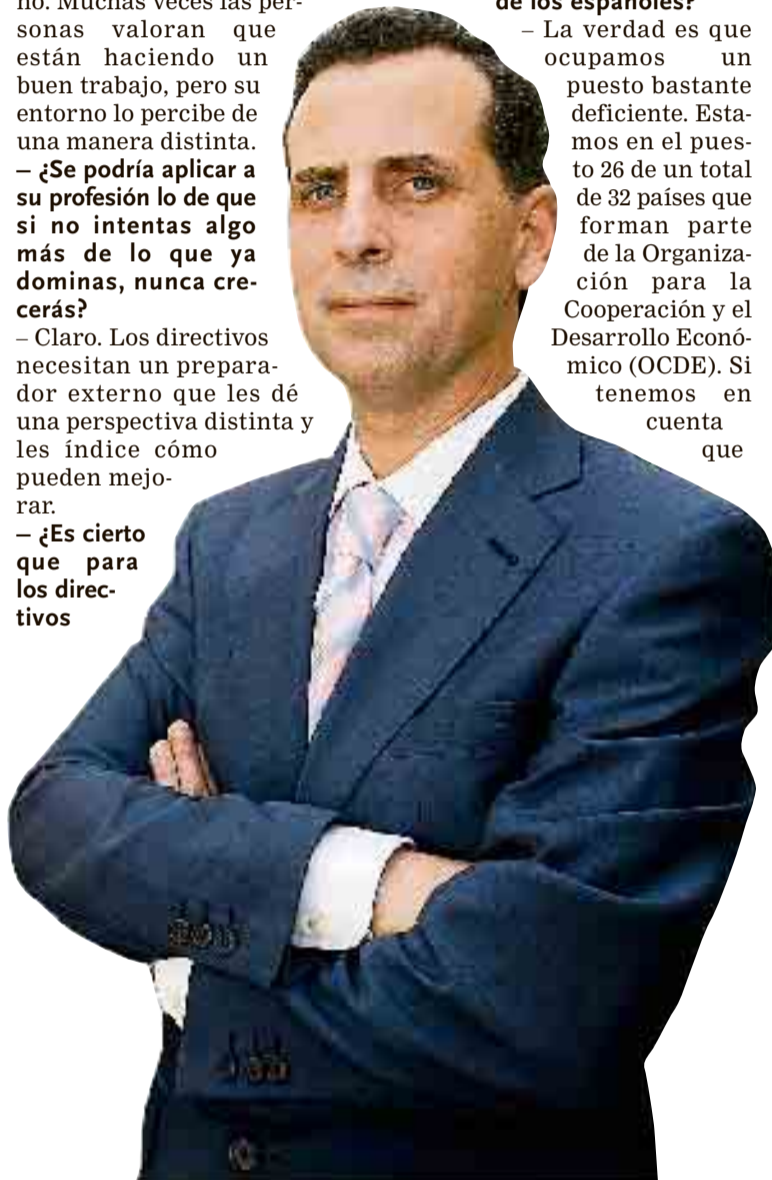 no. Muchas veces las per-
sonas valoran que
están haciendo un
buen trabajo, pero su
entorno lo percibe de
una manera distinta.
– ¿Se podría aplicar a
su profesión lo de que
si no intentas algo
más de lo que ya
dominas, nunca cre-
cerás?
– Claro. Los directivos
necesitan un prepara-
dor externo que les dé
una perspectiva distinta y
les índice cómo
pueden mejo-
rar.
– ¿Es cierto
que para
los direc-
tivos
de los españoles?
– La verdad es que
ocupamos un
puesto bastante
deficiente. Esta-
mos en el pues-
to 26 de un total
de 32 países que
forman parte
de la Organiza-
ción para la
Cooperación y el
Desarrollo Econó-
mico (OCDE). Si
tenemos en
cuenta
que